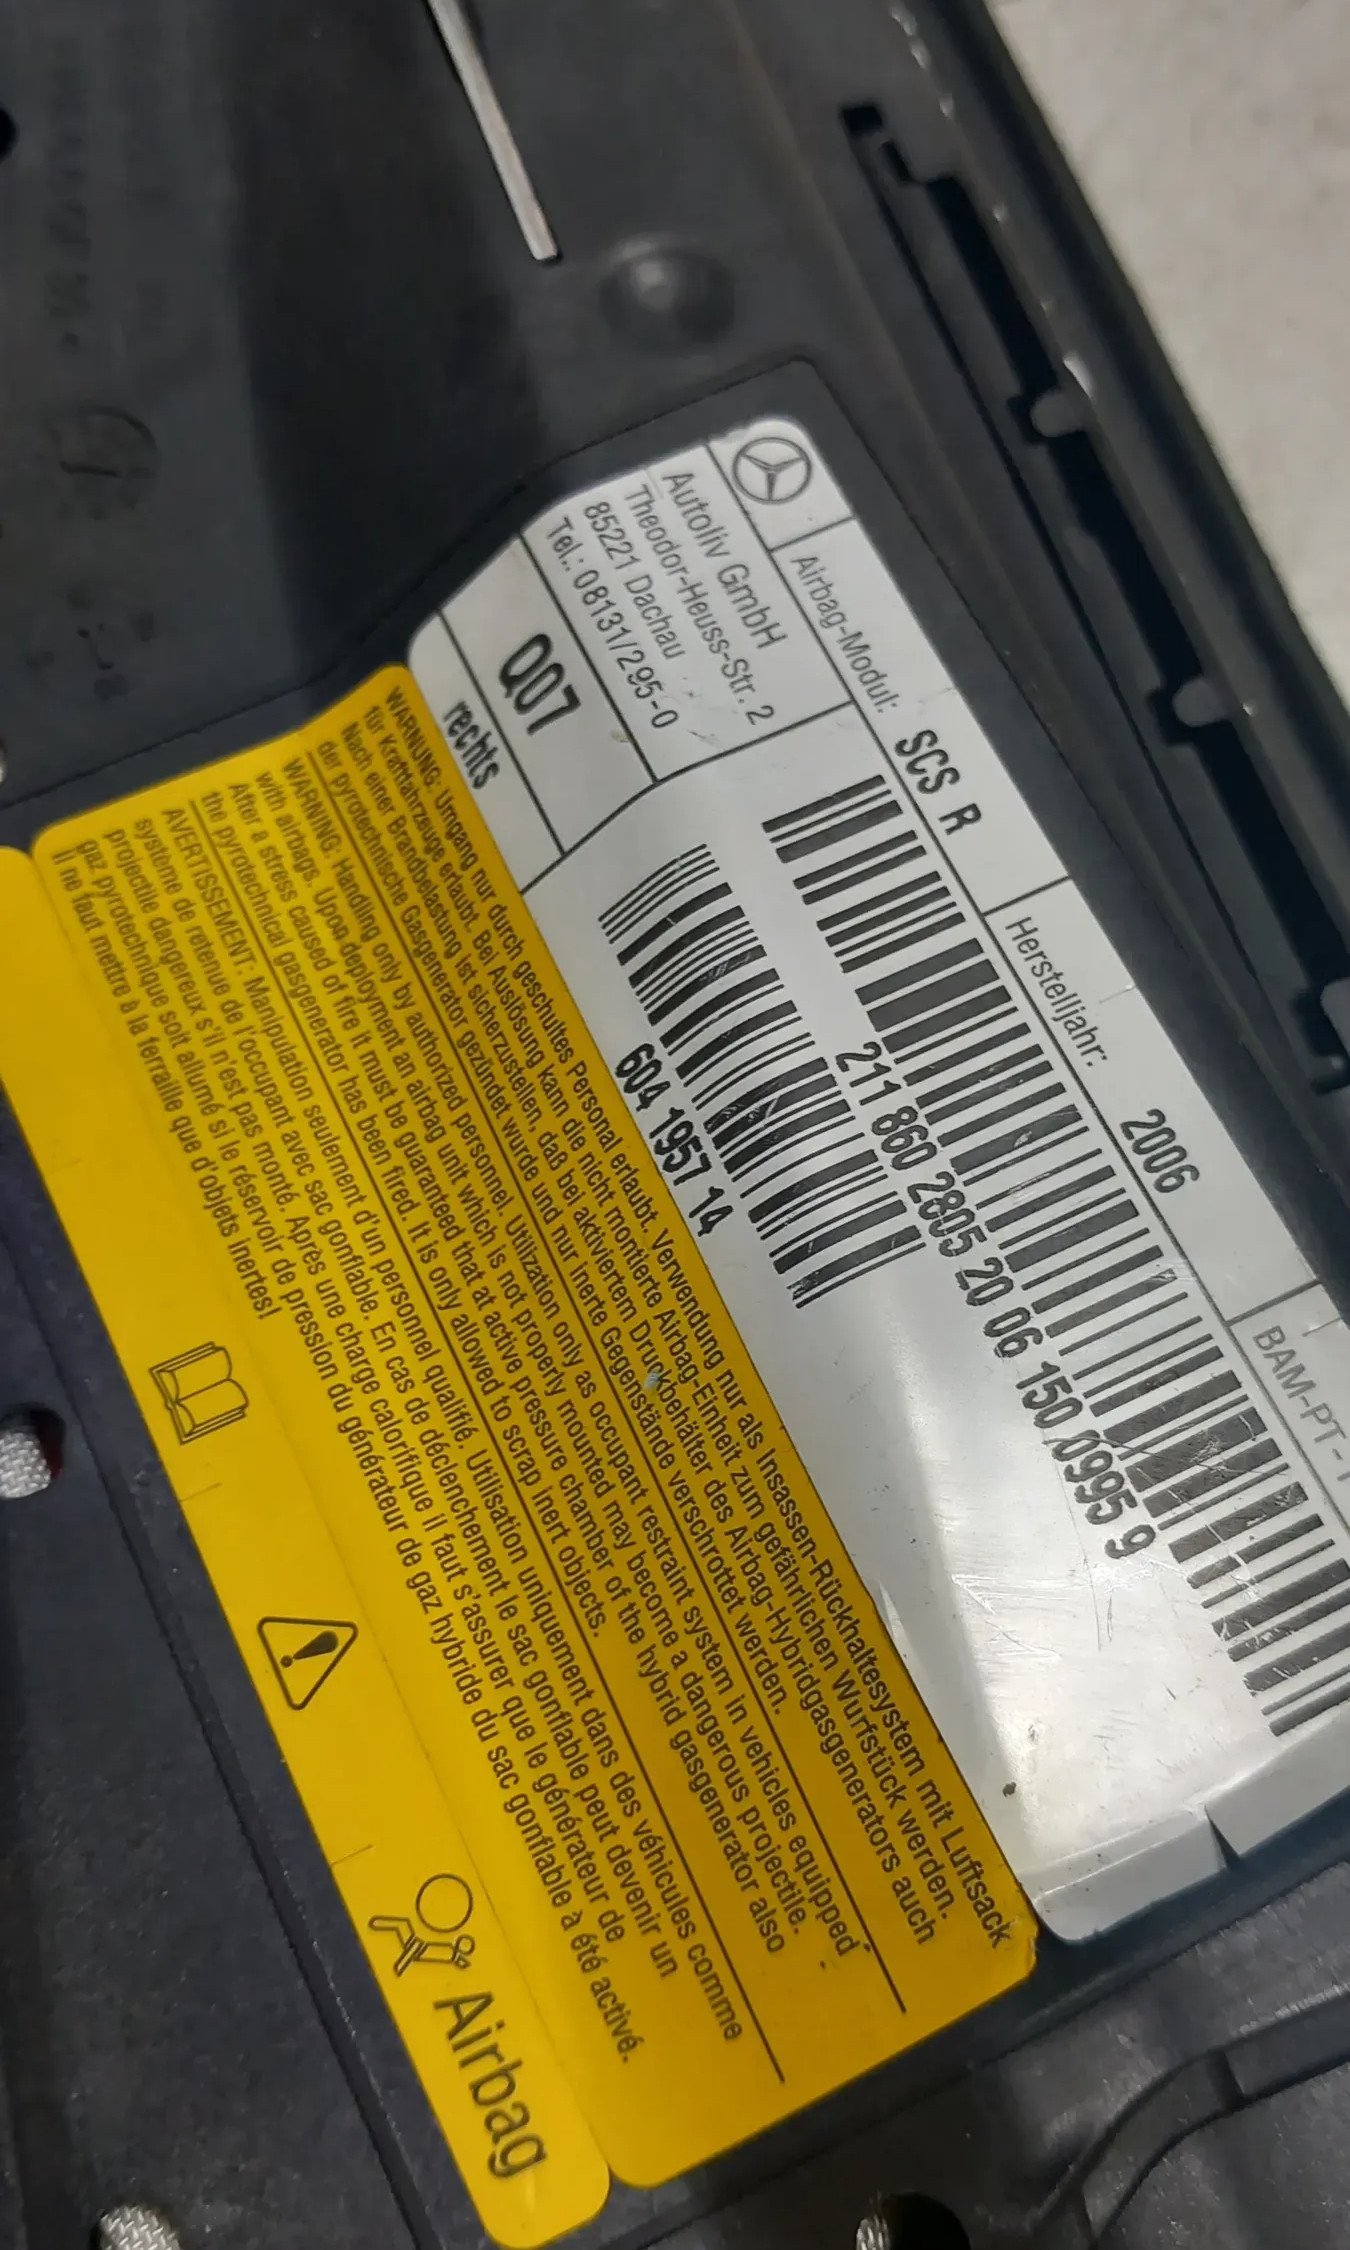 Airbag-Modul: SCS R
Herstelljahr: 2006
BAM-PT-
Autoliv GmbH
Theodor-Heuss-Str. 2
85221 Dachau
Tel.: 08131/295-0
211 860 2805 20 06 150 0995 9
Q07
604 1957 14
rechts
WARNUNG: Umgang nur durch geschultes Personal erlaubt. Verwendung nur als Insassen-Rückhaltesystem mit Luftsack
für Kraftfahrzeuge erlaubt. Bei Auslösung kann die nicht montierte Airbag-Einheit zum gefährlichen Wurfstück werden.
Nach einer Brandbelastung ist sicherzustellen, daß bei aktiviertem Druckbehälter des Airbag-Hybridgasgenerators auch
der pyrotechnische Gasgenerator gezündet wurde und nur inerte Gegenstände verschrottet werden.
WARNING: Handling only by authorized personnel. Utilization only as occupant restraint system in vehicles equipped
with airbags. Upon deployment an airbag unit which is not properly mounted may become a dangerous projectile.
After a stress caused of fire it must be guaranteed that at active pressure chamber of the hybrid gasgenerator also
the pyrotechnical gasgenerator has been fired. It is only allowed to scrap inert objects.
AVERTISSEMENT: Manipulation seulement d'un personnel qualifié. Utilisation uniquement dans des véhicules comme
système de retenue de l'occupant avec sac gonflable. En cas de déclenchement le sac gonflable peut devenir un
projectile dangereux s'il n'est pas monté. Après une charge calorifique il faut s'assurer que le générateur de
gaz pyrotechnique soit allumé si le réservoir de pression du générateur de gaz hybride du sac gonflable a été activé.
Il ne faut mettre à la ferraille que d'objets inertes!
Airbag